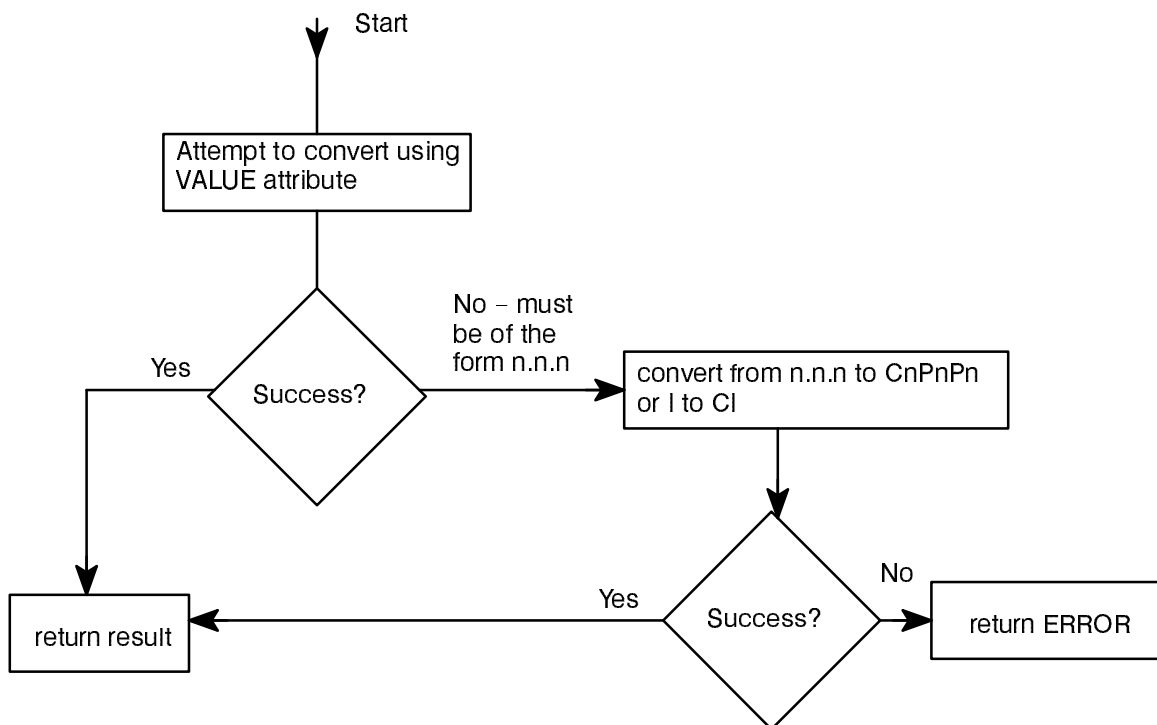 Start
Attempt to convert using
VALUE attribute
No – must
be of the
form n.n.n
Yes
Success?
convert from n.n.n to CnPnPn
or I to CI
No
Yes
Success?
return result
return ERROR